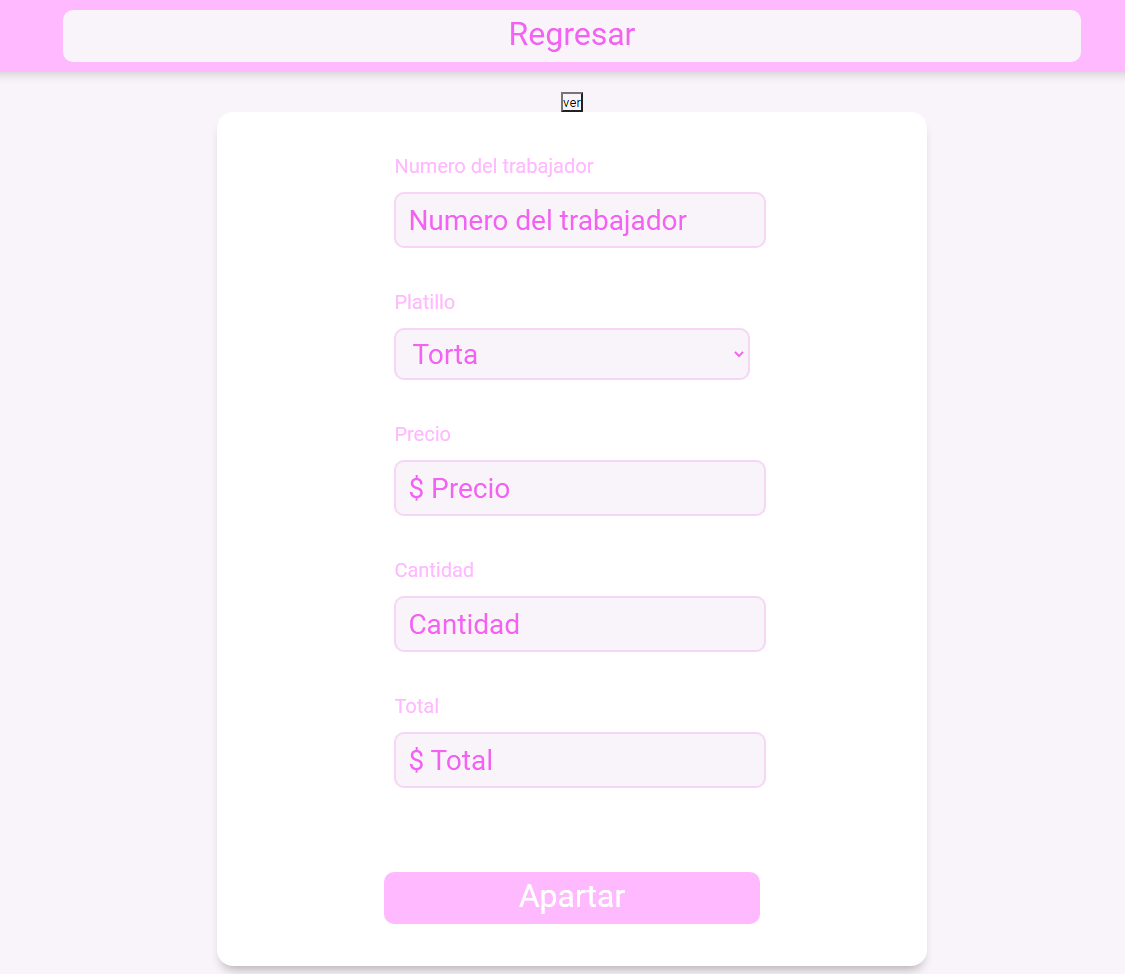 Regresar
ver
Numero del trabajador
Numero del trabajador
Platillo
Torta
Precio
$ Precio
Cantidad
Cantidad
Total
$ Total
Apartar